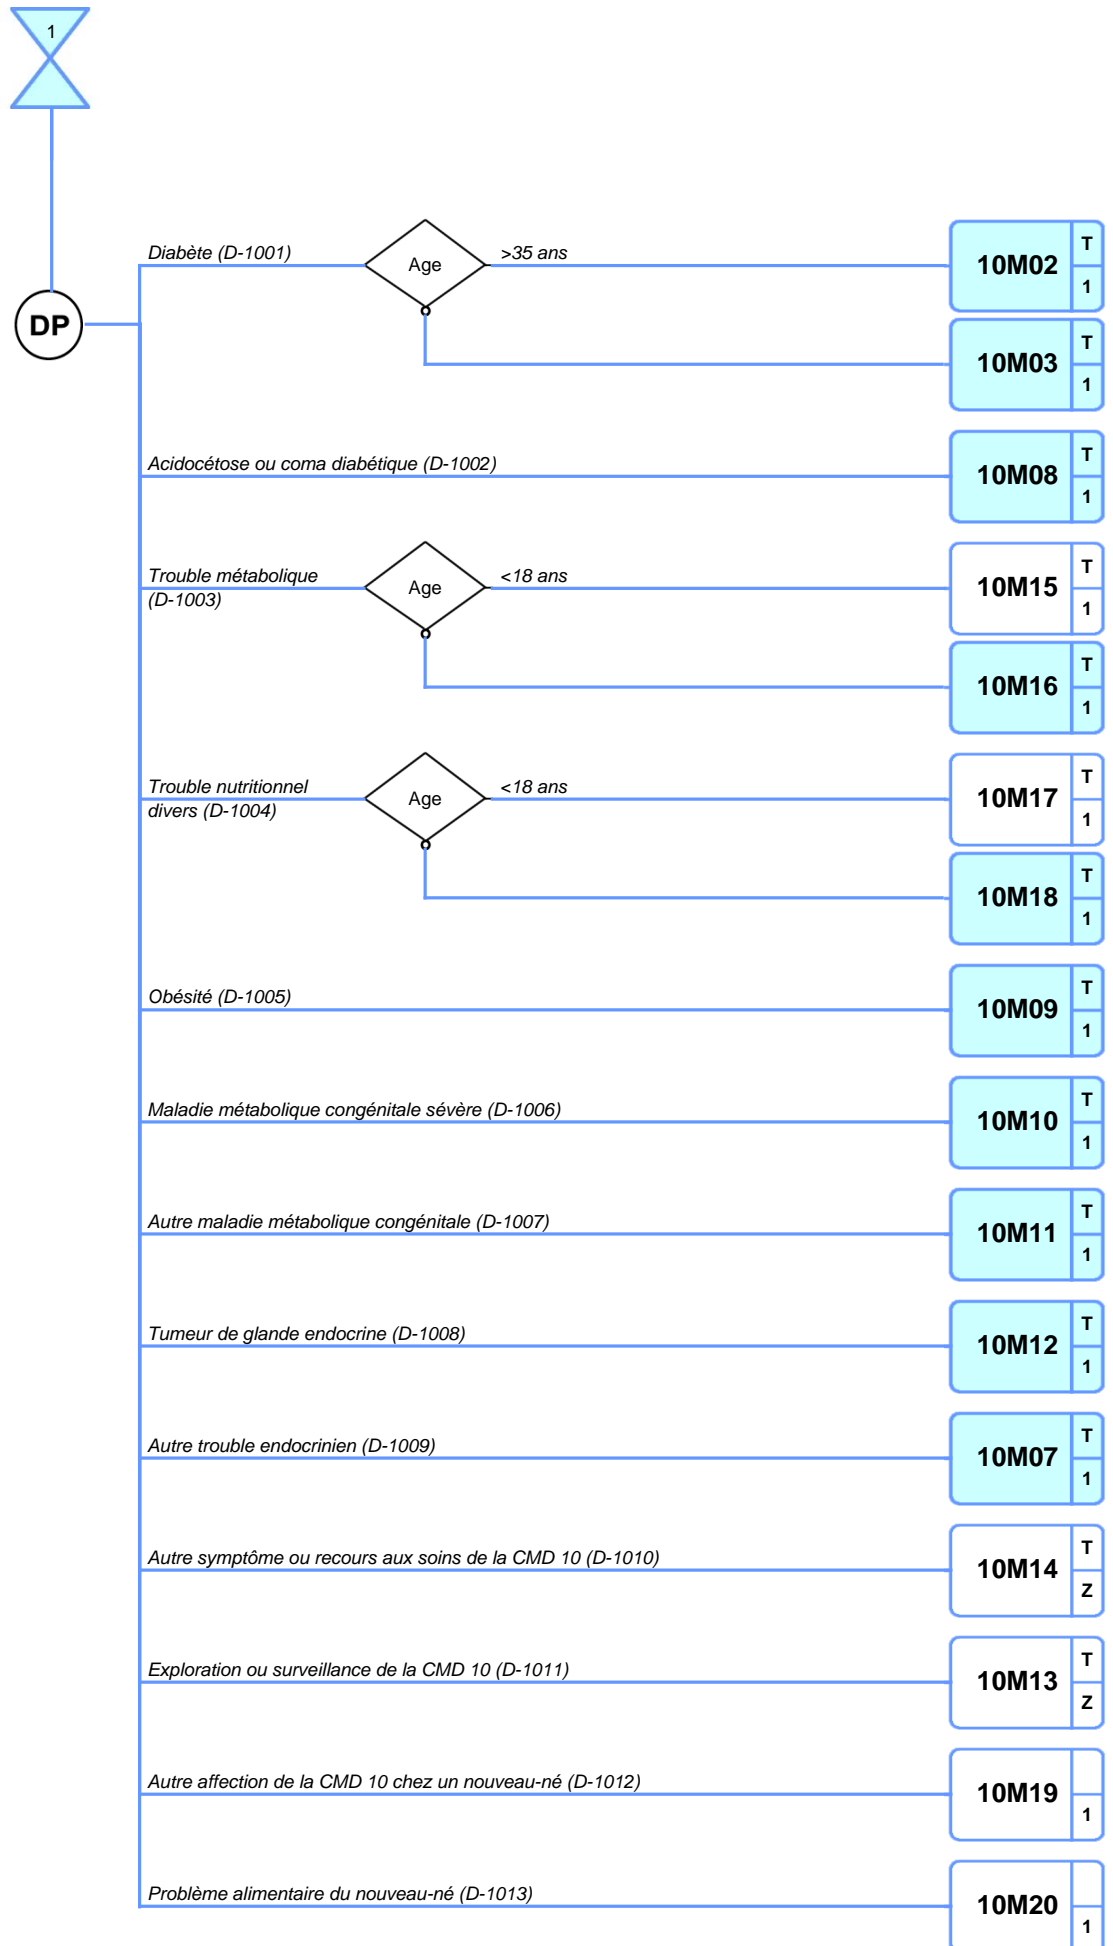 1
DP
Diabète (D-1001)
Age
>35 ans
10M02
T
1
10M03
T
1
Acidocétose ou coma diabétique (D-1002)
10M08
T
1
Trouble métabolique
(D-1003)
Age
<18 ans
10M15
T
1
10M16
T
1
Trouble nutritionnel
divers (D-1004)
Age
<18 ans
10M17
T
1
10M18
T
1
Obésité (D-1005)
10M09
T
1
Maladie métabolique congénitale sévère (D-1006)
10M10
T
1
Autre maladie métabolique congénitale (D-1007)
10M11
T
1
Tumeur de glande endocrine (D-1008)
10M12
T
1
Autre trouble endocrinien (D-1009)
10M07
T
1
Autre symptôme ou recours aux soins de la CMD 10 (D-1010)
10M14
T
Z
Exploration ou surveillance de la CMD 10 (D-1011)
10M13
T
Z
Autre affection de la CMD 10 chez un nouveau-né (D-1012)
10M19
1
Problème alimentaire du nouveau-né (D-1013)
10M20
1